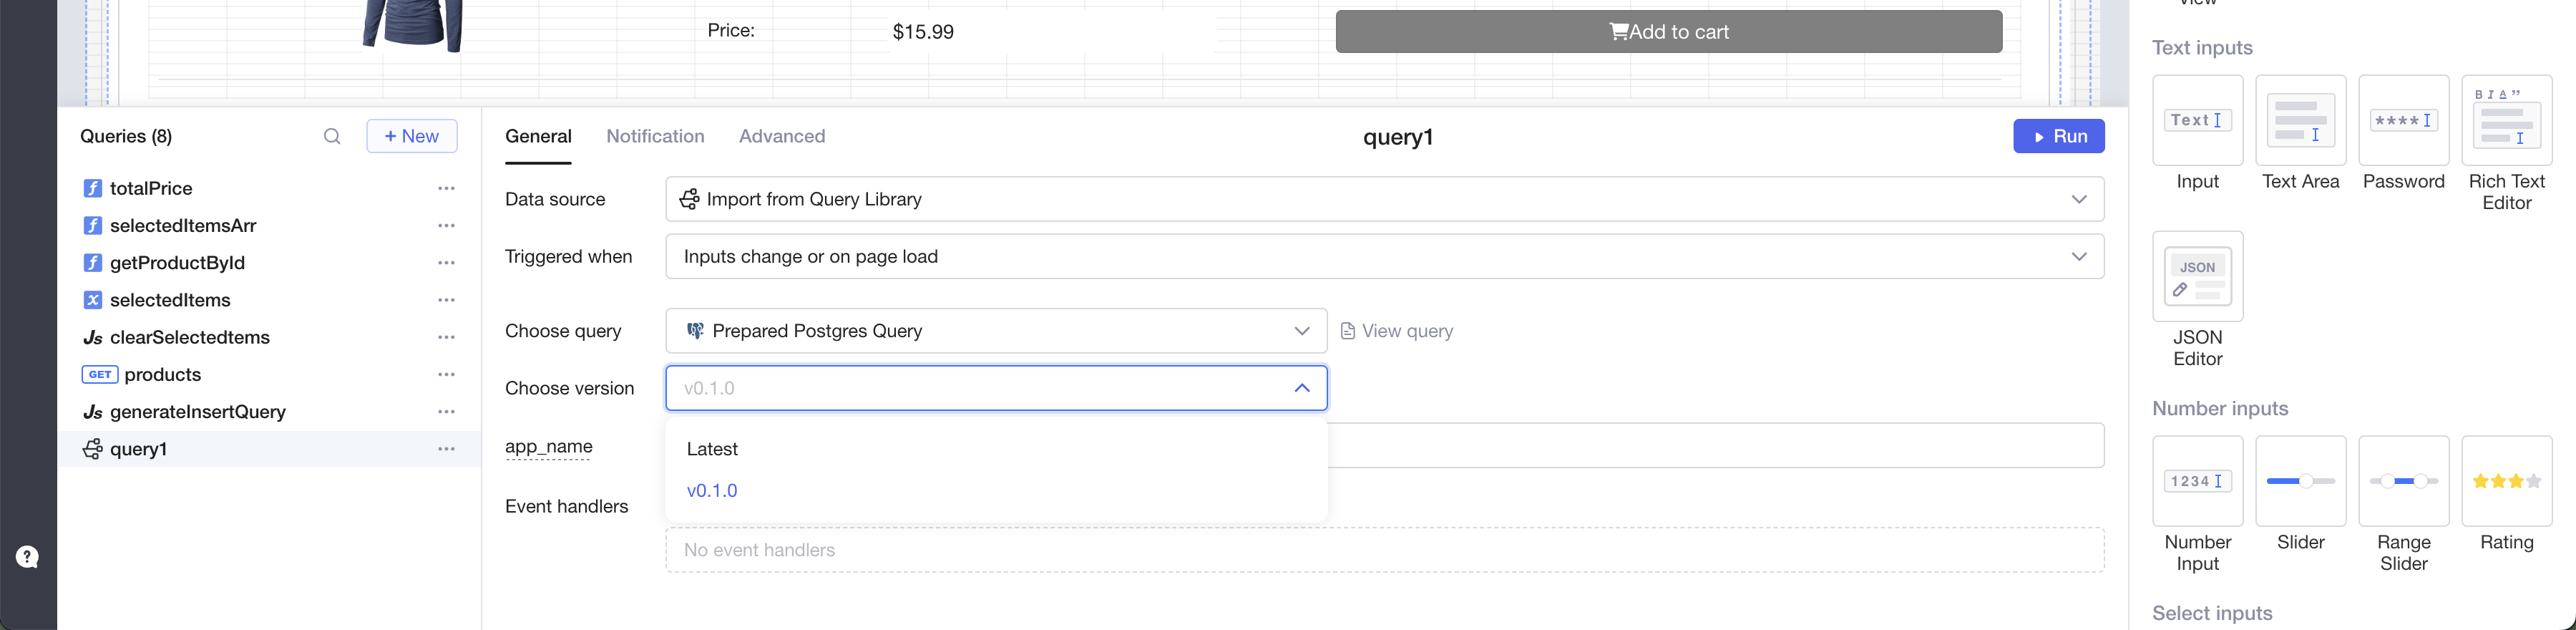 Price:
$15.99
Add to cart
View
Text inputs
Text
Input
Text Area
****
Password
B I A ”
Rich Text
Editor
JSON
JSON
Editor
Number inputs
1234
Number
Input
Slider
Range
Slider
Rating
Select inputs
Queries (8)
+ New
totalPrice
selectedItemsArr
getProductById
selectedItems
Js clearSelectedtems
GET products
Js generateInsertQuery
query1
General
Notification
Advanced
query1
Run
Data source
Import from Query Library
Triggered when
Inputs change or on page load
Choose query
Prepared Postgres Query
View query
Choose version
v0.1.0
Latest
v0.1.0
app_name
Event handlers
No event handlers
?